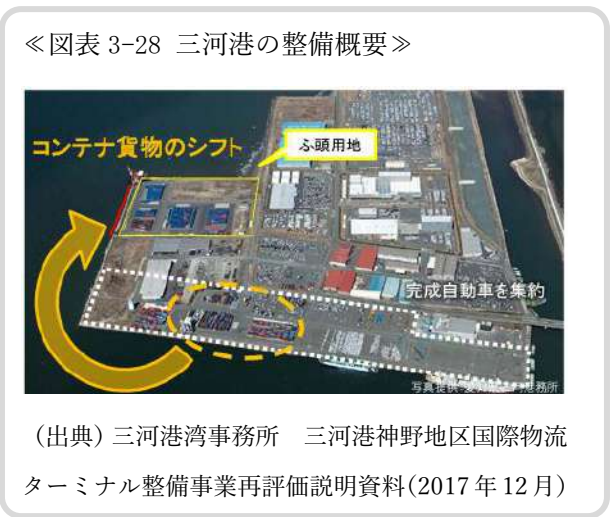 ≪図表 3-28 三河港の整備概要≫
コンテナ貨物のシフト
ふ頭用地
完成自動車を集約
(出典)三河港湾事務所　三河港神野地区国際物流
ターミナル整備事業再評価説明資料(2017 年 12 月)